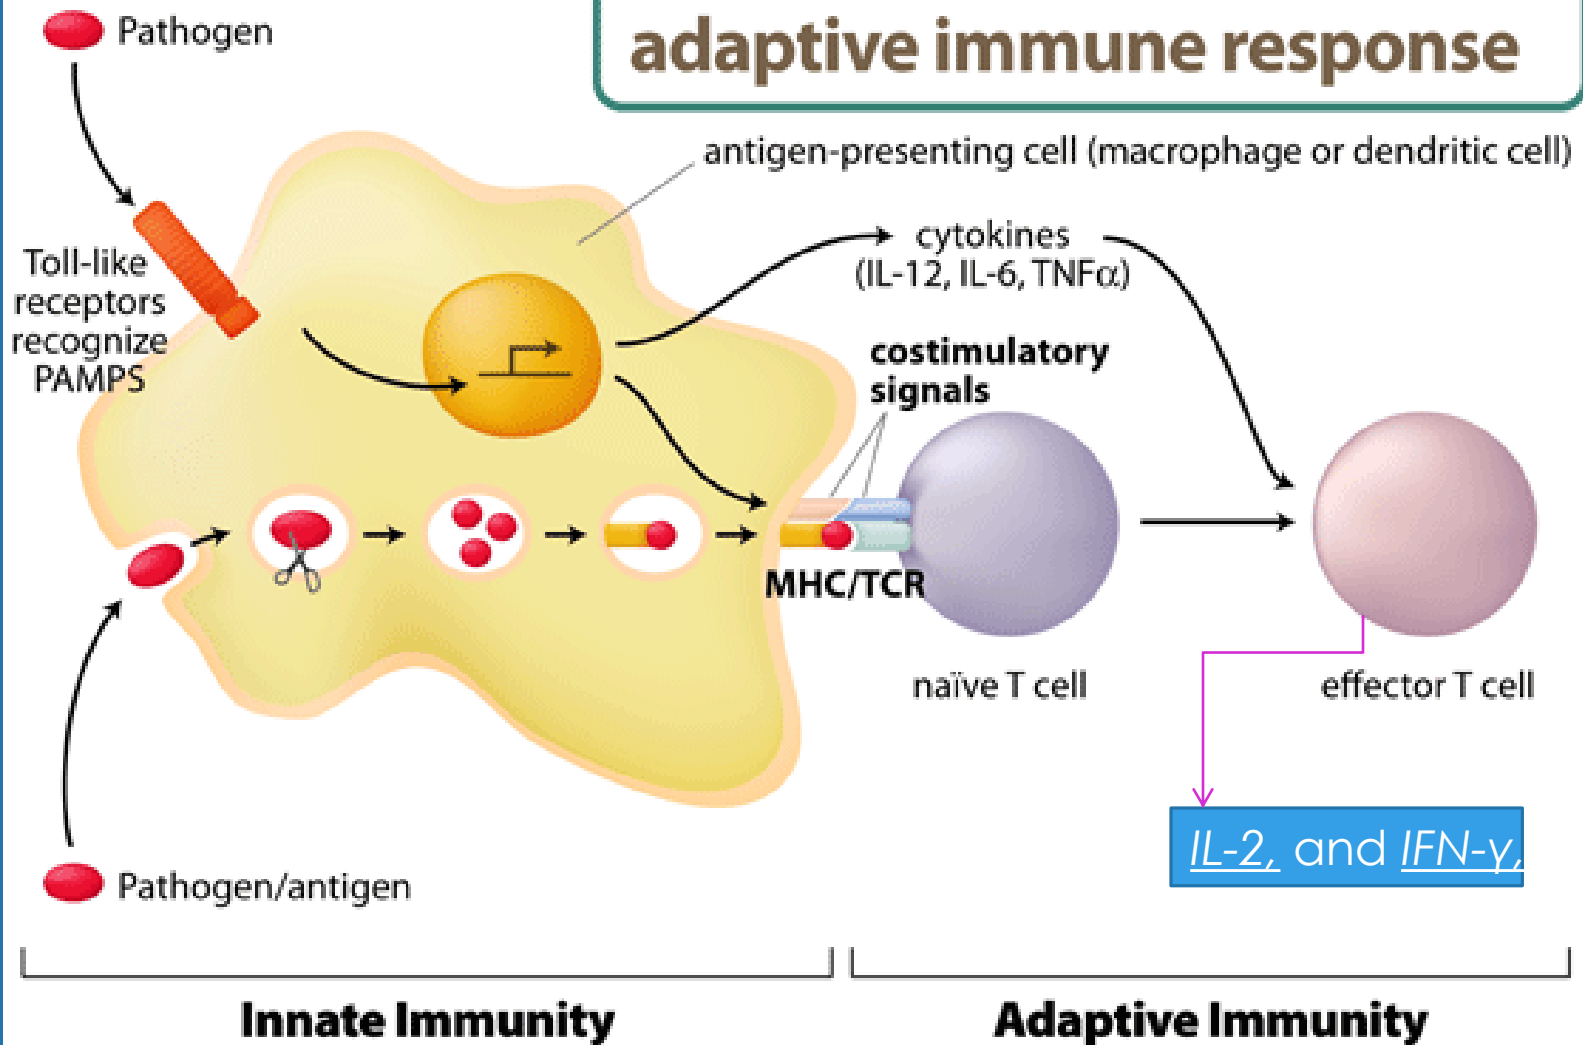 Pathogen
adaptive immune response
antigen-presenting cell (macrophage or dendritic cell)
Toll-like
receptors
recognize
PAMPS
cytokines
(IL-12, IL-6, TNFα)
costimulatory
signals
MHC/TCR
naïve T cell
effector T cell
IL-2, and IFN-γ,
Pathogen/antigen
Innate Immunity
Adaptive Immunity